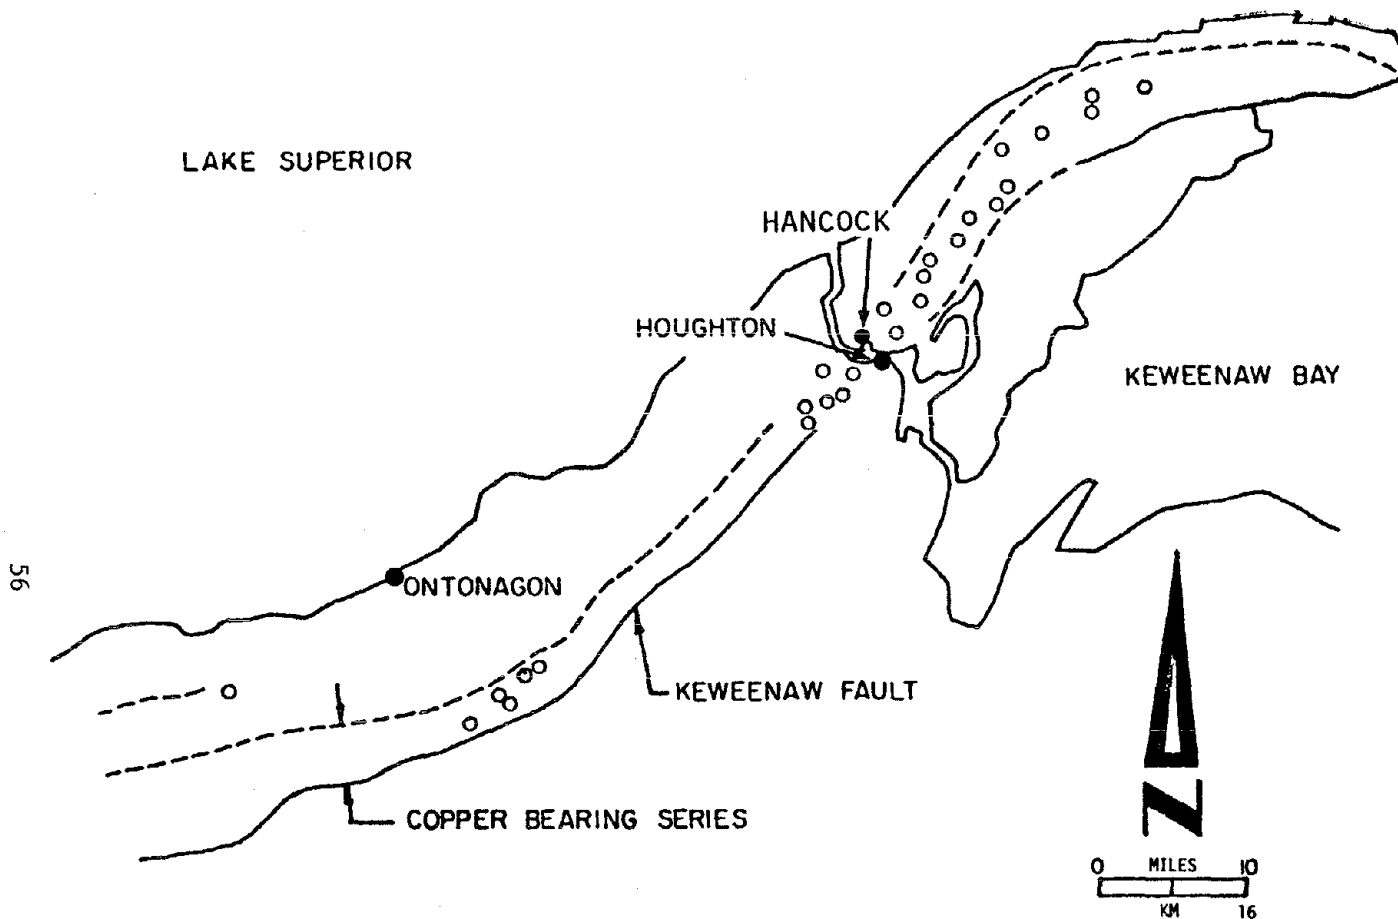 LAKE SUPERIOR
HANCOCK
HOUGHTON
KEWEENAW BAY
ONTONAGON
56
KEWEENAW FAULT
COPPER BEARING SERIES
N
0 MILES 10
KM 16